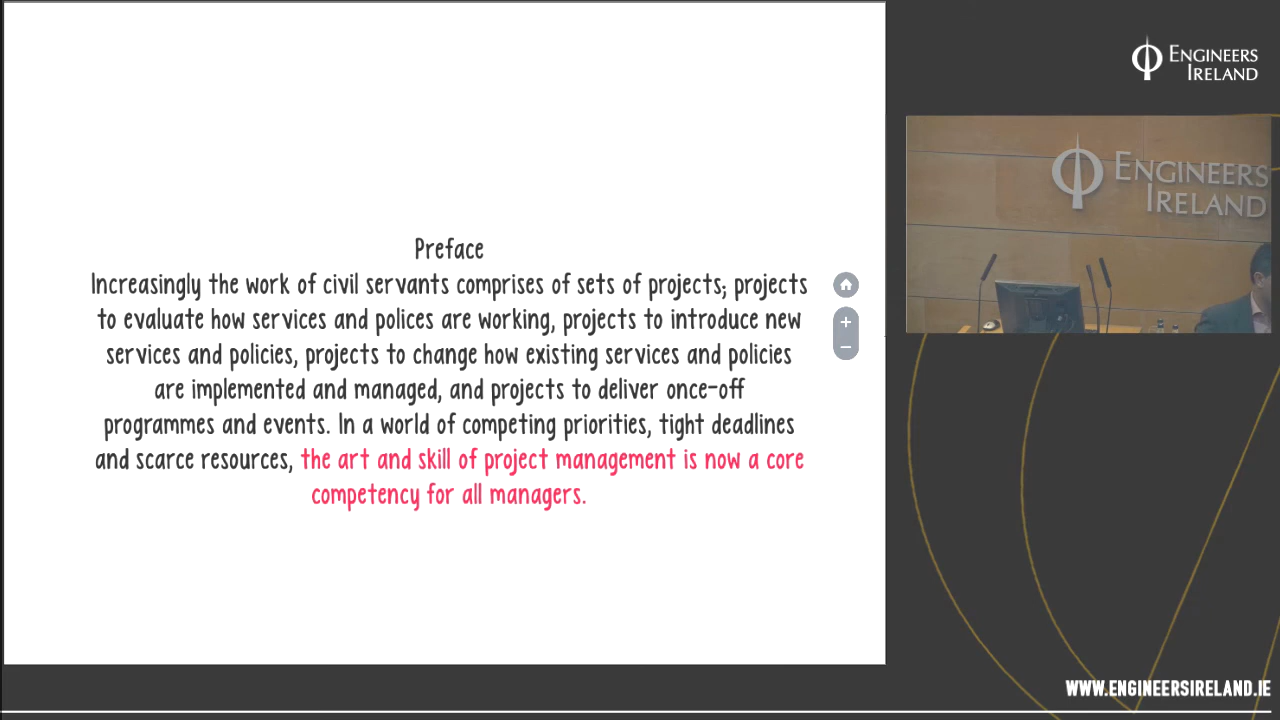 Preface
Increasingly the work of civil servants comprises of sets of projects; projects
to evaluate how services and polices are working, projects to introduce new
services and policies, projects to change how existing services and policies
are implemented and managed, and projects to deliver once-off
programmes and events. In a world of competing priorities, tight deadlines
and scarce resources, the art and skill of project management is now a core
competency for all managers.
ENGINEERS
IRELAND
ENGINEERS
IRELAND
WWW.ENGINEERSIRELAND.IE